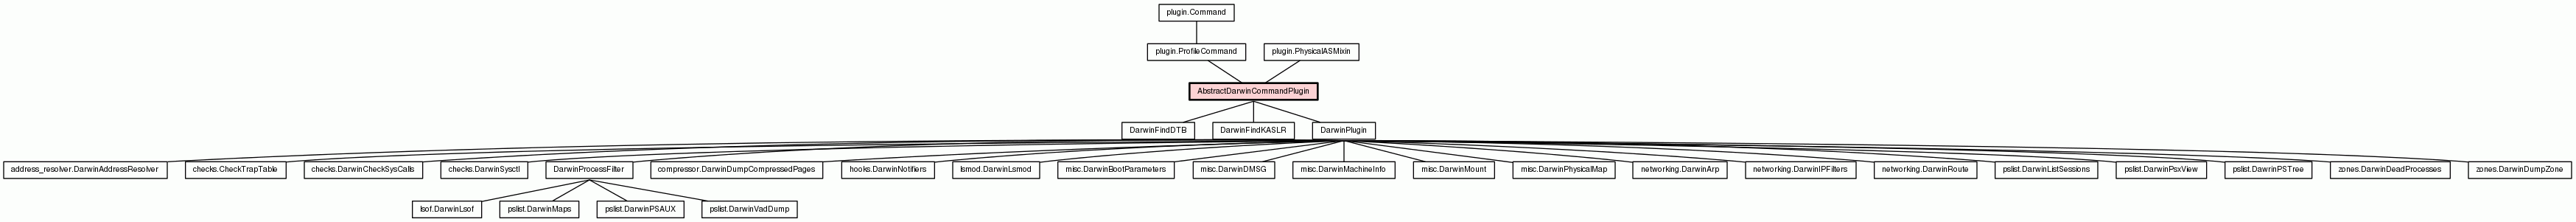 plugin.Command
plugin.ProfileCommand
plugin.PhysicalASMixin
AbstractDarwinCommandPlugin
DarwinFindDTB
DarwinFindKASLR
DarwinPlugin
address_resolver.DarwinAddressResolver
checks.CheckTrapTable
checks.DarwinCheckSysCalls
checks.DarwinSysctl
DarwinProcessFilter
compressor.DarwinDumpCompressedPages
hooks.DarwinNotifiers
lsmod.DarwinLsmod
misc.DarwinBootParameters
misc.DarwinDMSG
misc.DarwinMachineInfo
misc.DarwinMount
misc.DarwinPhysicalMap
networking.DarwinArp
networking.DarwinIPFilters
networking.DarwinRoute
pslist.DarwinListSessions
pslist.DarwinPsxView
pslist.DawrinPSTree
zones.DarwinDeadProcesses
zones.DarwinDumpZone
lsof.DarwinLsof
pslist.DarwinMaps
pslist.DarwinPSAUX
pslist.DarwinVadDump